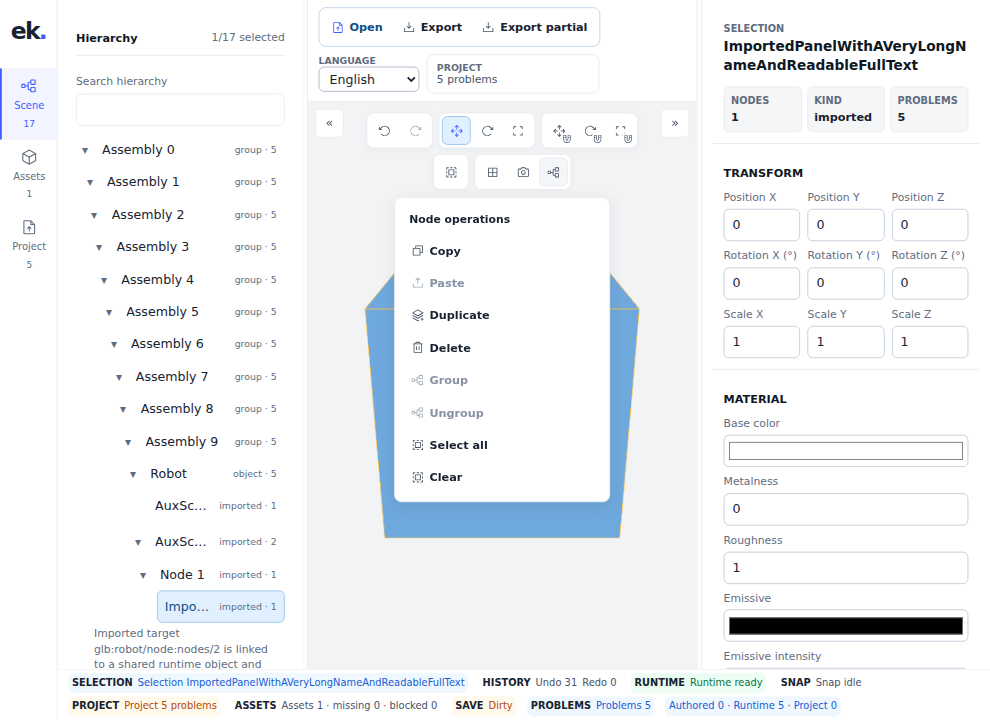 ek.
Scene
17
Assets
1
Project
5
Hierarchy
1/17 selected
Search hierarchy
Assembly 0 group · 5
Assembly 1 group · 5
Assembly 2 group · 5
Assembly 3 group · 5
Assembly 4 group · 5
Assembly 5 group · 5
Assembly 6 group · 5
Assembly 7 group · 5
Assembly 8 group · 5
Assembly 9 group · 5
Robot object · 5
AuxSc... imported · 1
AuxSc... imported · 2
Node 1 imported · 1
Impo... imported · 1
Imported target
glb:robot/node:nodes/2 is linked
to a shared runtime object and
Open Export Export partial
LANGUAGE
English
PROJECT
5 problems
«
»
Node operations
Copy
Paste
Duplicate
Delete
Group
Ungroup
Select all
Clear
SELECTION
ImportedPanelWithAVeryLongN
ameAndReadableFullText
NODES
1
KIND
imported
PROBLEMS
5
TRANSFORM
Position X Position Y Position Z
0 0 0
Rotation X (°) Rotation Y (°) Rotation Z (°)
0 0 0
Scale X Scale Y Scale Z
1 1 1
MATERIAL
Base color
Metalness
0
Roughness
1
Emissive
Emissive intensity
SELECTION Selection ImportedPanelWithAVeryLongNameAndReadableFullText HISTORY Undo 31 Redo 0 RUNTIME Runtime ready SNAP Snap idle
PROJECT Project 5 problems ASSETS Assets 1 · missing 0 · blocked 0 SAVE Dirty PROBLEMS Problems 5 Authored 0 · Runtime 5 · Project 0